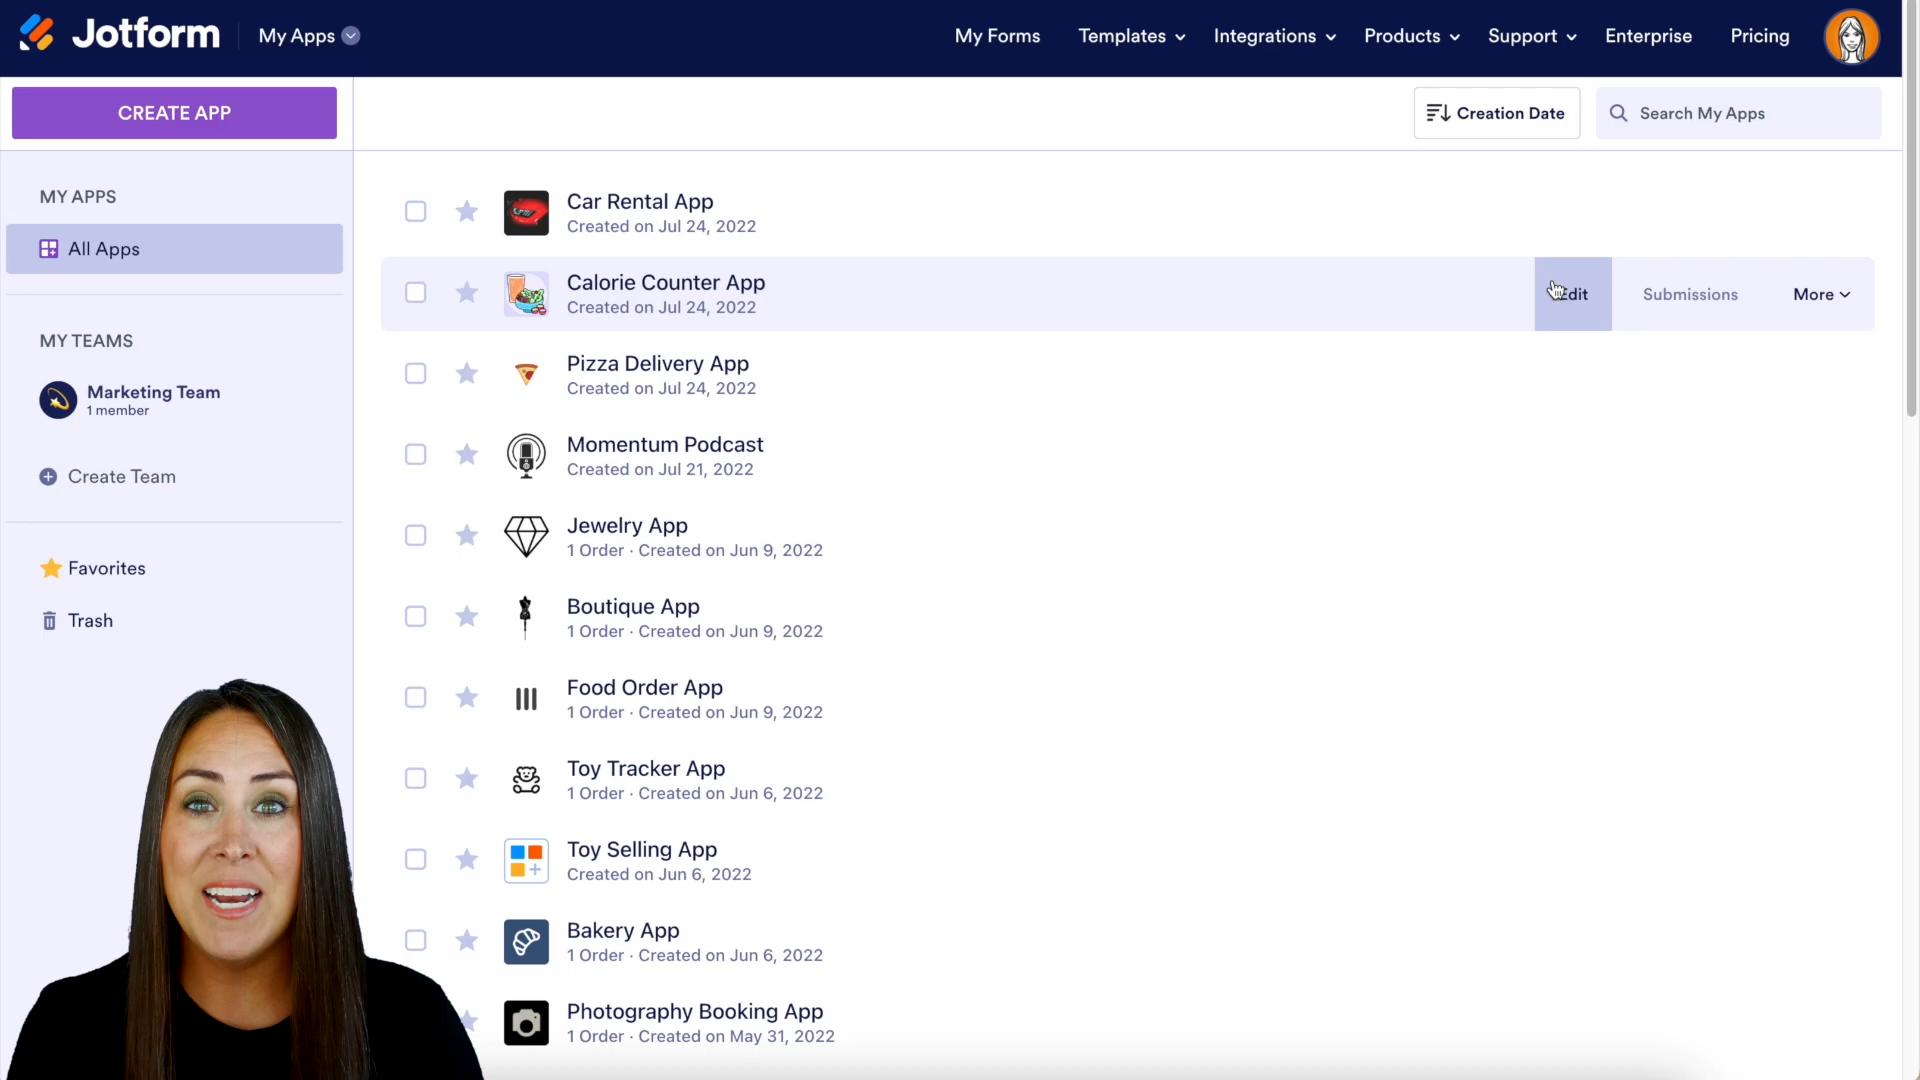 Jotform
My Apps
My Forms
Templates
Integrations
Products
Support
Enterprise
Pricing
CREATE APP
Creation Date
Search My Apps
MY APPS
All Apps
MY TEAMS
Marketing Team
1 member
Create Team
Favorites
Trash
Car Rental App
Created on Jul 24, 2022
Calorie Counter App
Created on Jul 24, 2022
Edit
Submissions
More
Pizza Delivery App
Created on Jul 24, 2022
Momentum Podcast
Created on Jul 21, 2022
Jewelry App
1 Order · Created on Jun 9, 2022
Boutique App
1 Order · Created on Jun 9, 2022
Food Order App
1 Order · Created on Jun 9, 2022
Toy Tracker App
1 Order · Created on Jun 6, 2022
Toy Selling App
Created on Jun 6, 2022
Bakery App
1 Order · Created on Jun 6, 2022
Photography Booking App
1 Order · Created on May 31, 2022